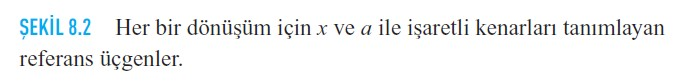 ŞEKİL 8.2 Her bir dönüşüm için x ve a ile işaretli kenarları tanımlayan
referans üçgenler.